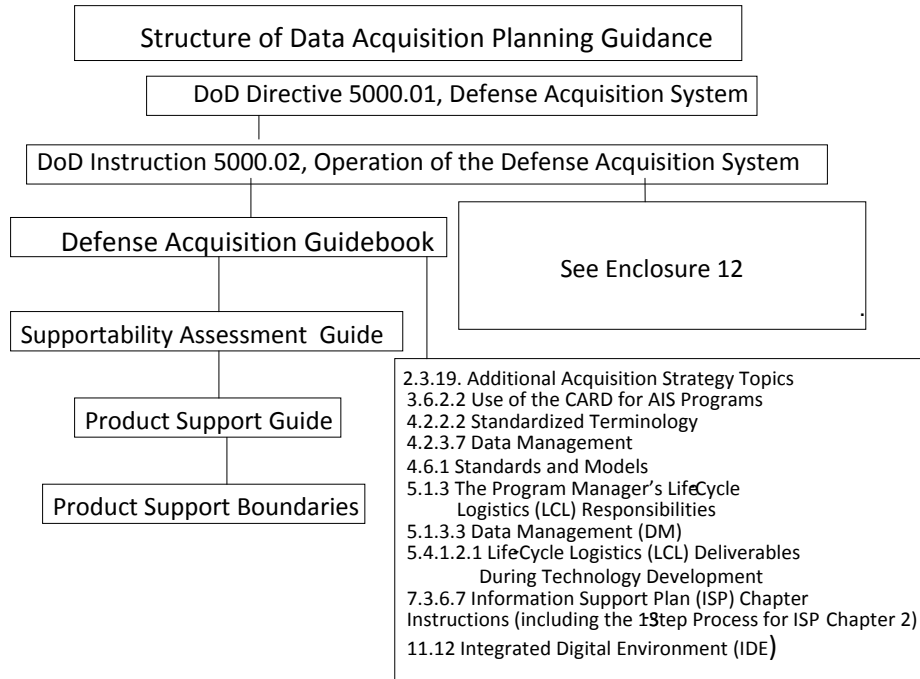 Structure of Data Acquisition Planning Guidance
DoD Directive 5000.01, Defense Acquisition System
DoD Instruction 5000.02, Operation of the Defense Acquisition System
Defense Acquisition Guidebook
See Enclosure 12
.
Supportability Assessment Guide
Product Support Guide
Product Support Boundaries
2.3.19. Additional Acquisition Strategy Topics
3.6.2.2 Use of the CARD for AIS Programs
4.2.2.2 Standardized Terminology
4.2.3.7 Data Management
4.6.1 Standards and Models
5.1.3 The Program Manager's Life-Cycle
Logistics (LCL) Responsibilities
5.1.3.3 Data Management (DM)
5.4.1.2.1 Life-Cycle Logistics (LCL) Deliverables
During Technology Development
7.3.6.7 Information Support Plan (ISP) Chapter
Instructions (including the 13-Step Process for ISP Chapter 2)
11.12 Integrated Digital Environment (IDE)